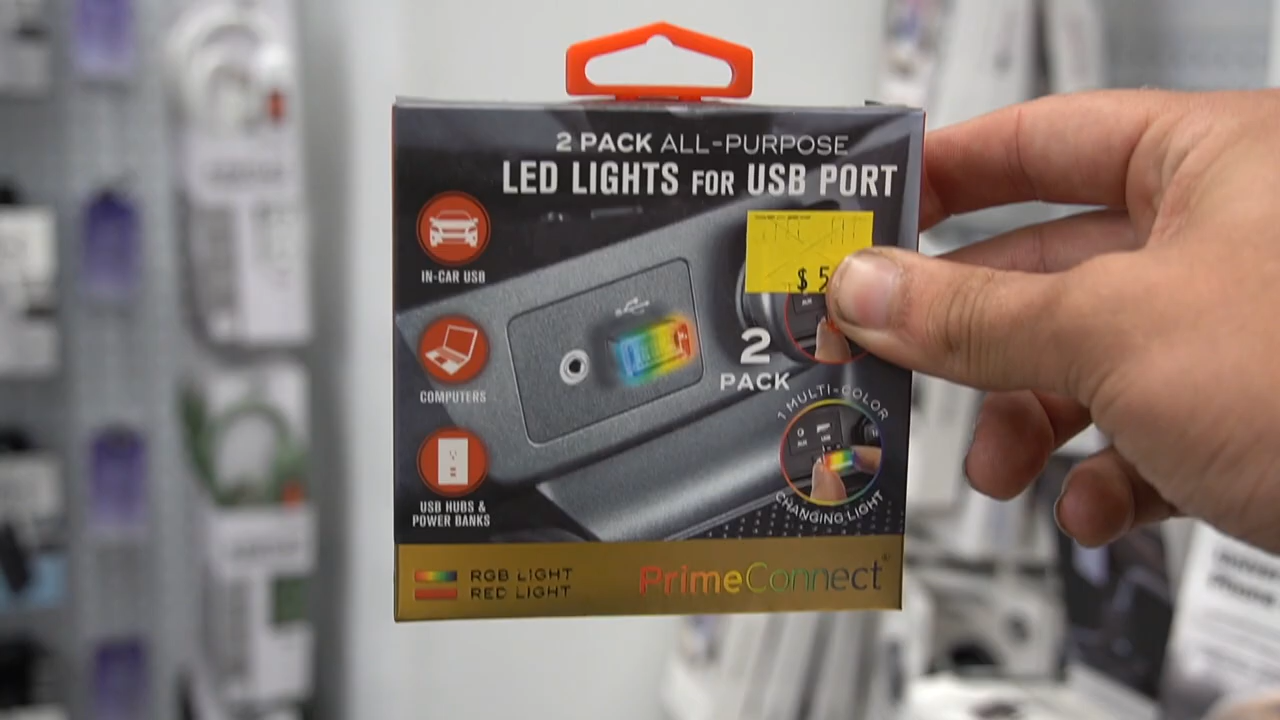 2 PACK ALL-PURPOSE
LED LIGHTS FOR USB PORT
IN-CAR USB
$5
COMPUTERS
2
PACK
1 MULTI-COLOR
CHANGING LIGHT
USB HUBS &
POWER BANKS
RGB LIGHT
RED LIGHT
PrimeConnect®